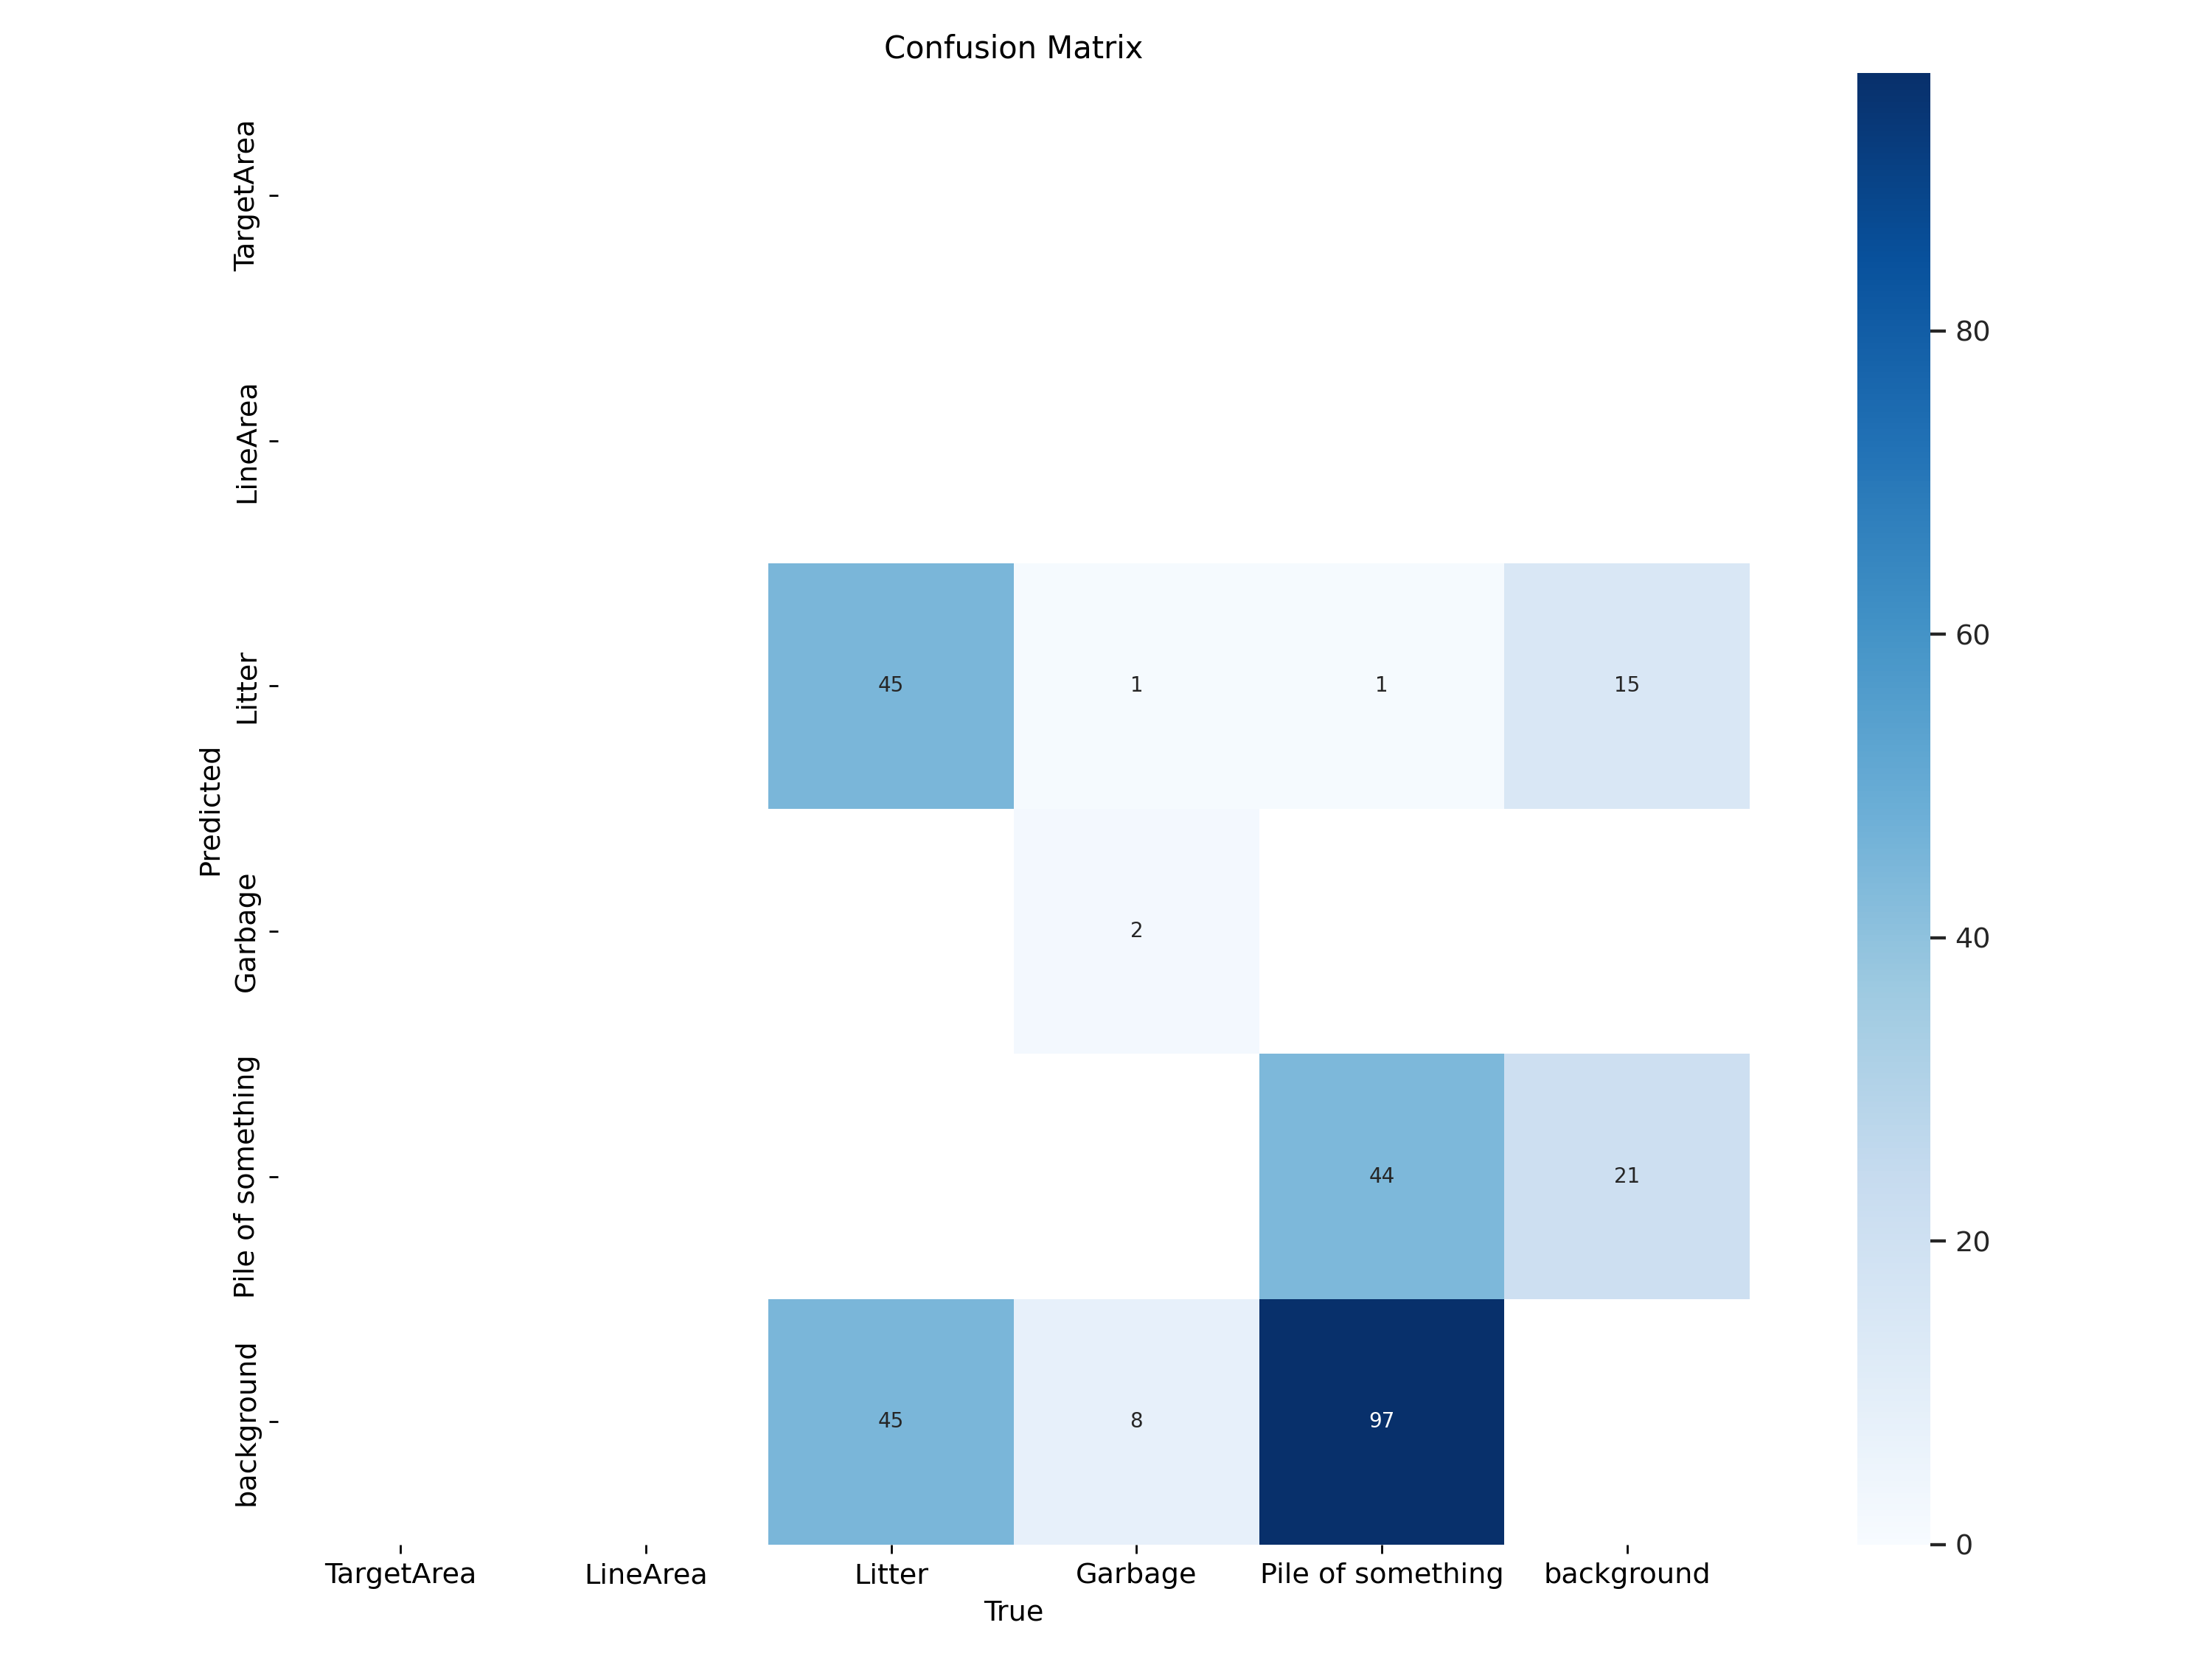 Confusion Matrix
TargetArea
LineArea
Litter
Garbage
Pile of something
background
Predicted
45 1 1 15
2
44 21
45 8 97
TargetArea LineArea Litter Garbage Pile of something background
True
80
60
40
20
0